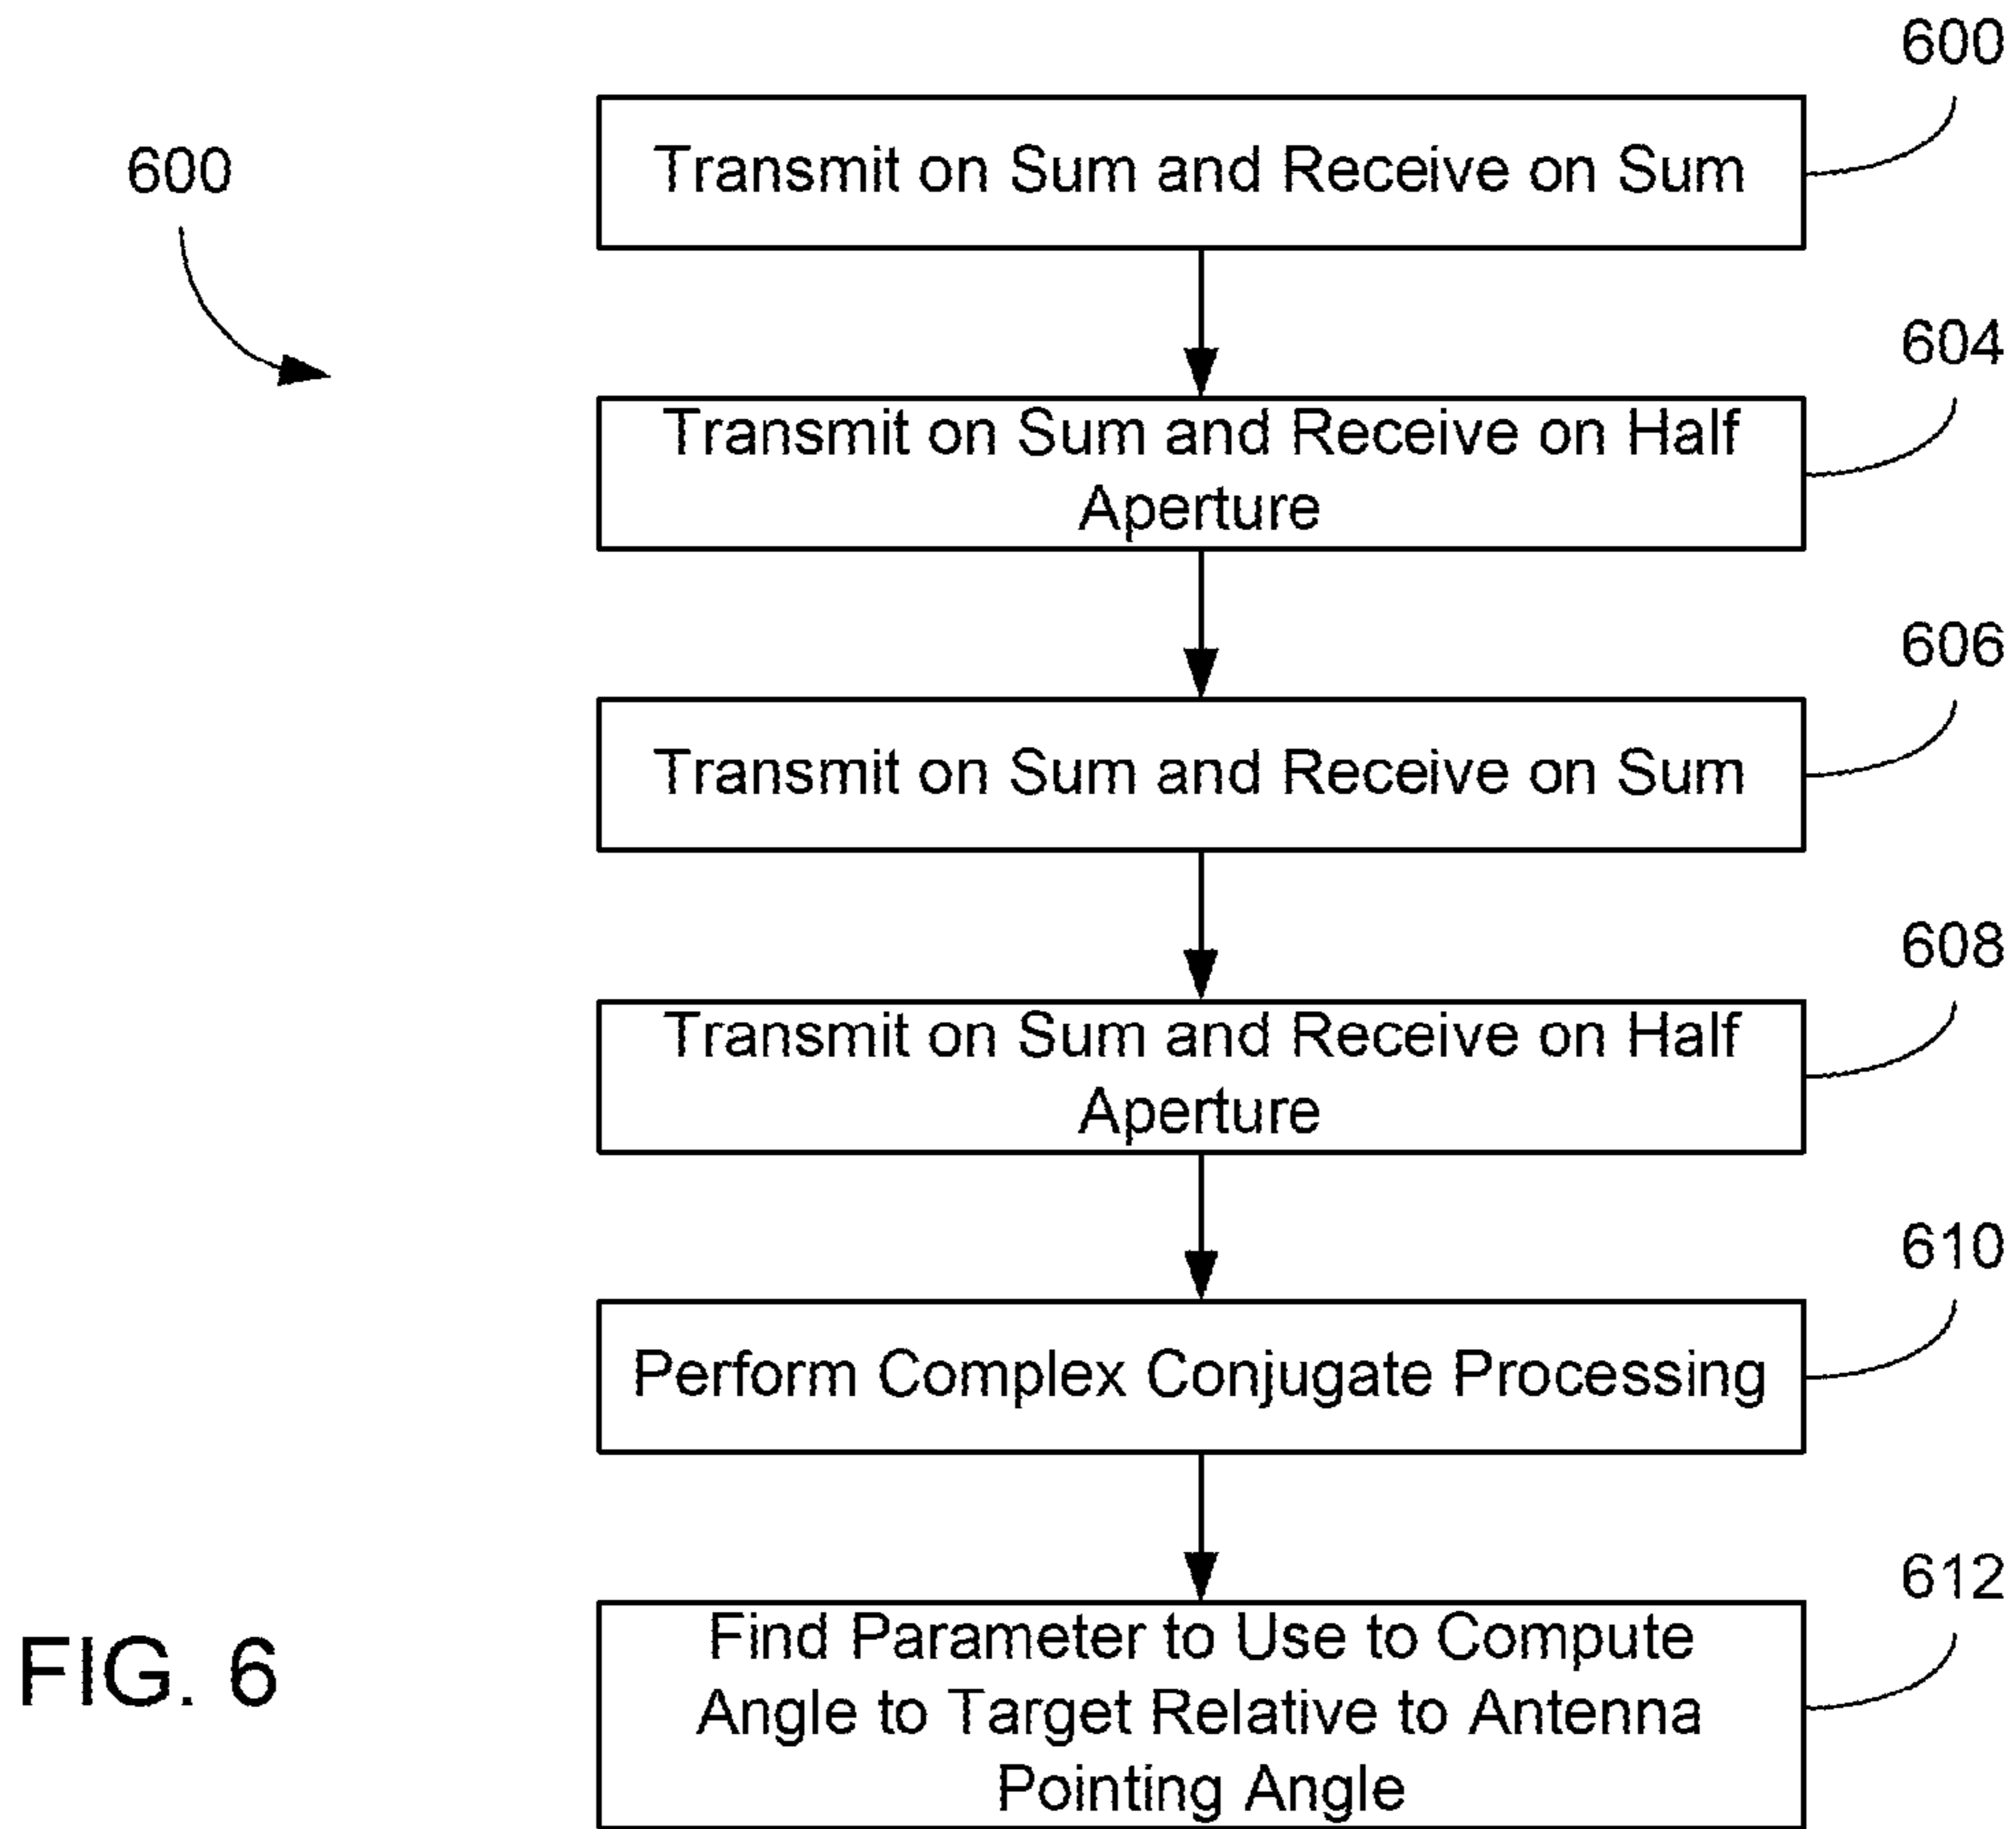 600
600
Transmit on Sum and Receive on Sum
604
Transmit on Sum and Receive on Half
Aperture
606
Transmit on Sum and Receive on Sum
608
Transmit on Sum and Receive on Half
Aperture
610
Perform Complex Conjugate Processing
612
Find Parameter to Use to Compute
Angle to Target Relative to Antenna
Pointing Angle
FIG. 6